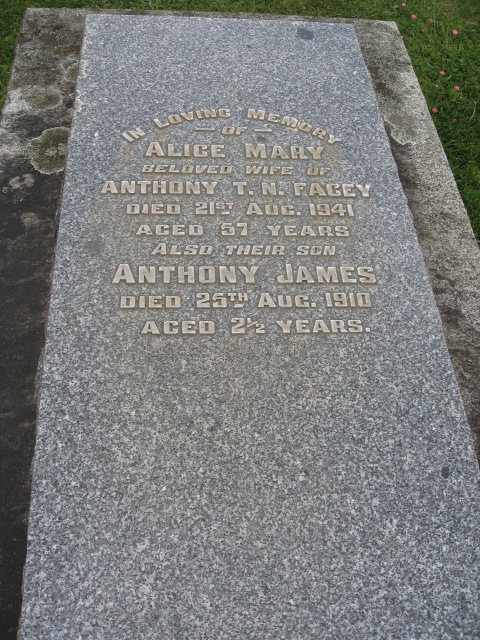 IN LOVING MEMORY
OF
ALICE MARY
BELOVED WIFE OF
ANTHONY T. N. FACEY
DIED 21ST AUG. 1941
AGED 57 YEARS
ALSO THEIR SON
ANTHONY JAMES
DIED 25TH AUG. 1910
AGED 2½ YEARS.